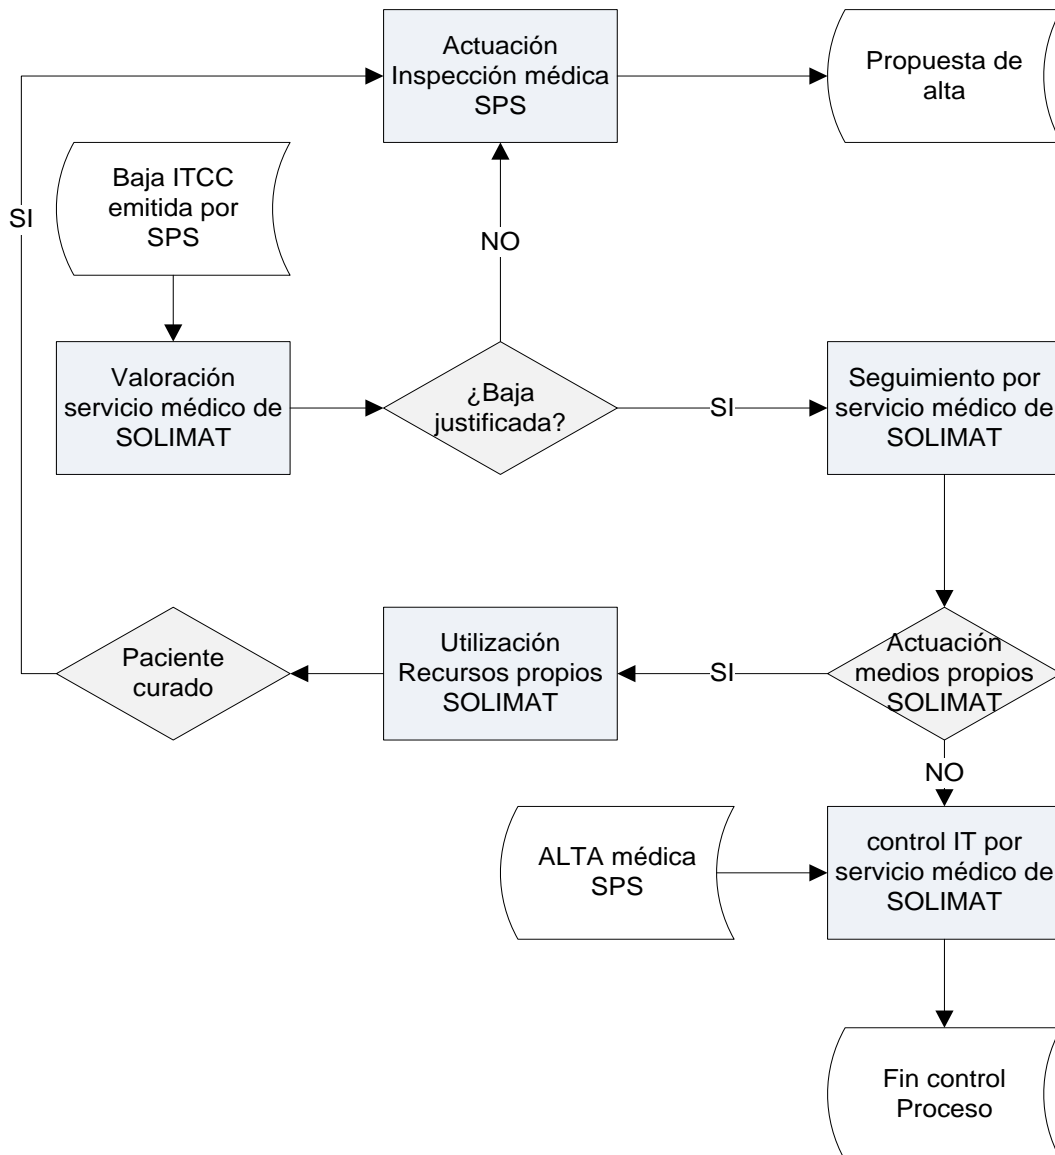 Actuación
Inspección médica
SPS
Propuesta de
alta
Baja ITCC
emitida por
SPS
SI
NO
Valoración
servicio médico de
SOLIMAT
¿Baja
justificada?
SI
Seguimiento por
servicio médico de
SOLIMAT
Paciente
curado
Utilización
Recursos propios
SOLIMAT
SI
Actuación
medios propios
SOLIMAT
NO
ALTA médica
SPS
control IT por
servicio médico de
SOLIMAT
Fin control
Proceso